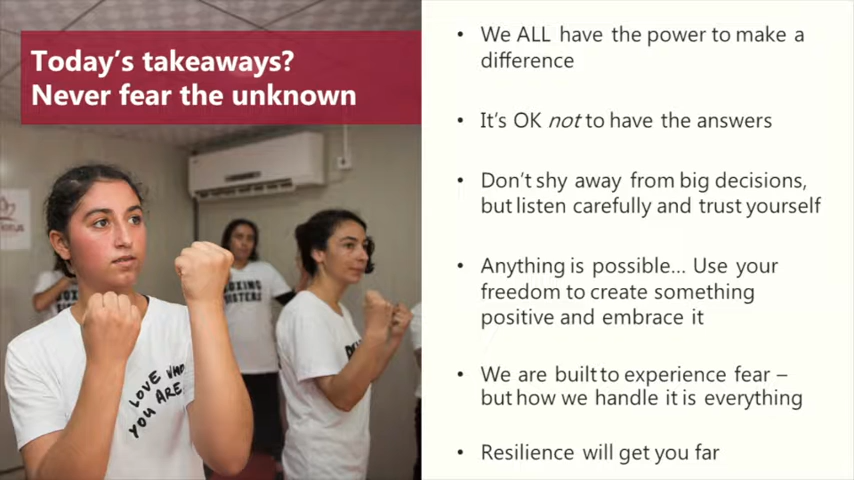 Today's takeaways?
Never fear the unknown
• We ALL have the power to make a
difference
• It's OK not to have the answers
• Don't shy away from big decisions,
but listen carefully and trust yourself
• Anything is possible... Use your
freedom to create something
positive and embrace it
• We are built to experience fear –
but how we handle it is everything
• Resilience will get you far
LOVE WHO
YOU ARE